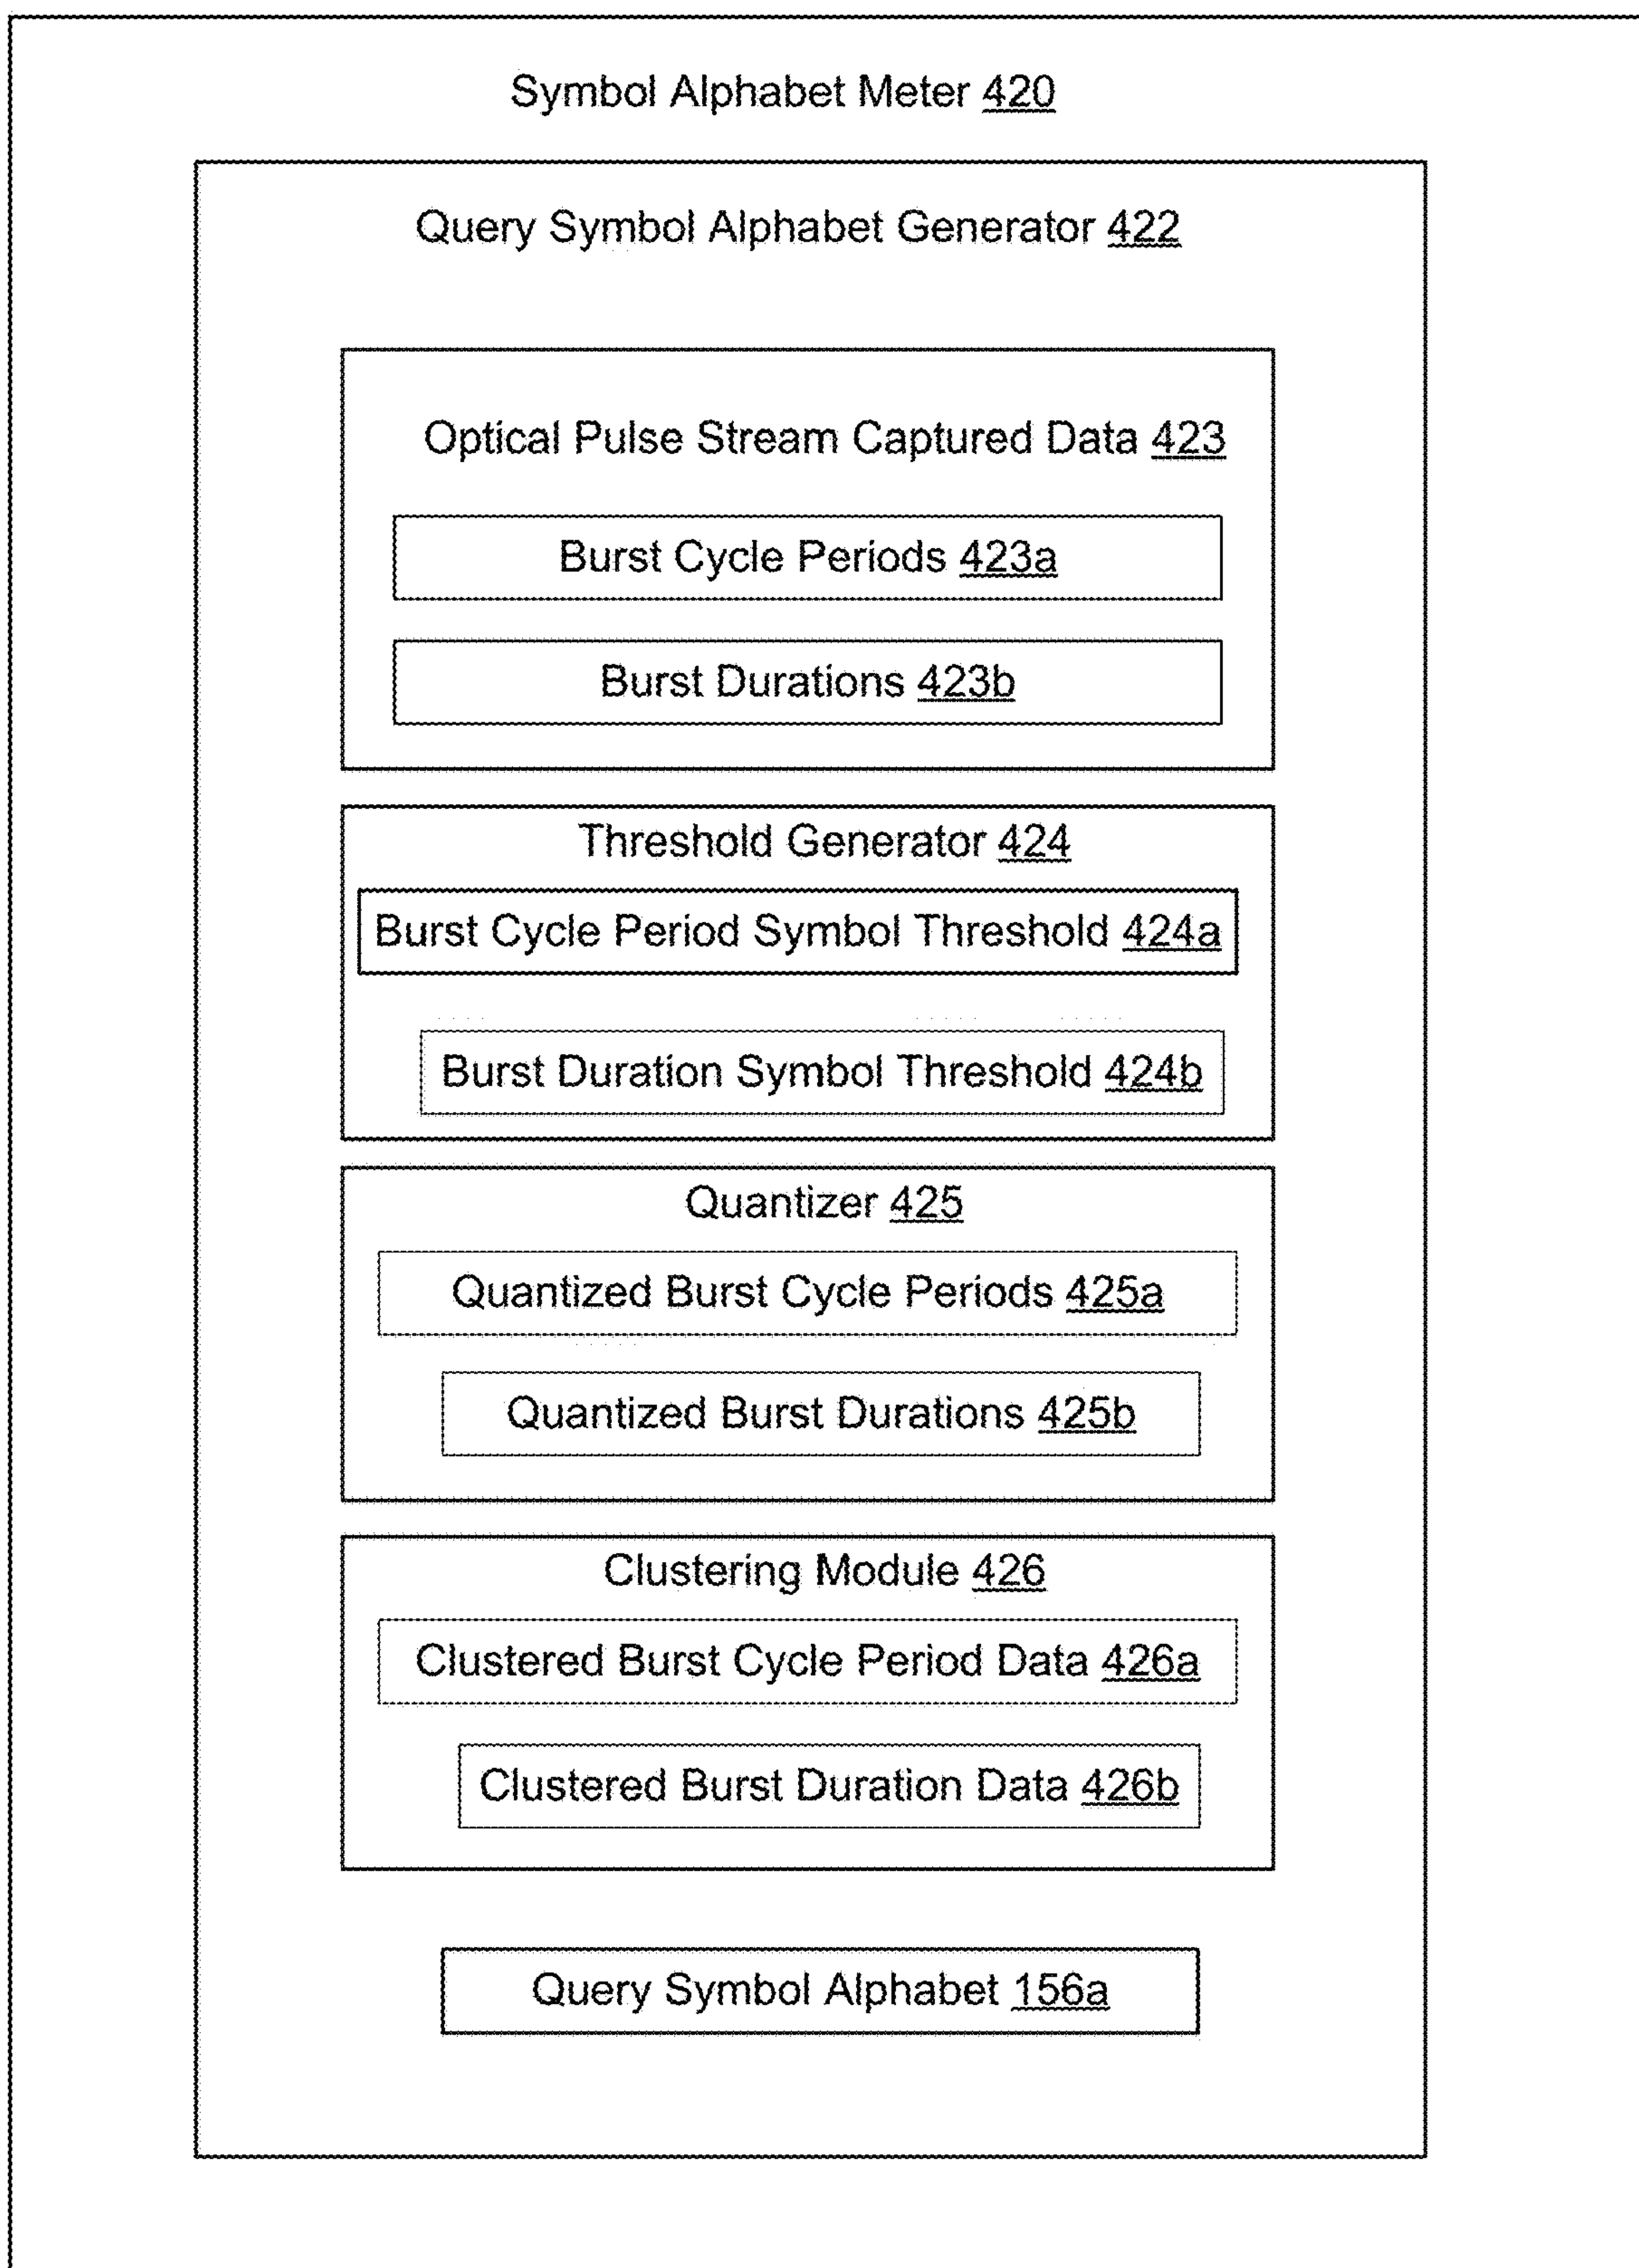 Symbol Alphabet Meter 420
Query Symbol Alphabet Generator 422
Optical Pulse Stream Captured Data 423
Burst Cycle Periods 423a
Burst Durations 423b
Threshold Generator 424
Burst Cycle Period Symbol Threshold 424a
Burst Duration Symbol Threshold 424b
Quantizer 425
Quantized Burst Cycle Periods 425a
Quantized Burst Durations 425b
Clustering Module 426
Clustered Burst Cycle Period Data 426a
Clustered Burst Duration Data 426b
Query Symbol Alphabet 156a